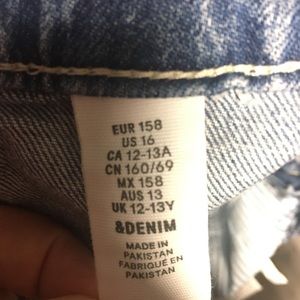 EUR 158
US 16
CA 12-13A
CN 160/69
MX 158
AUS 13
UK 12-13Y
&DENIM
MADE IN
PAKISTAN
FABRIQUÉ EN
PAKISTAN